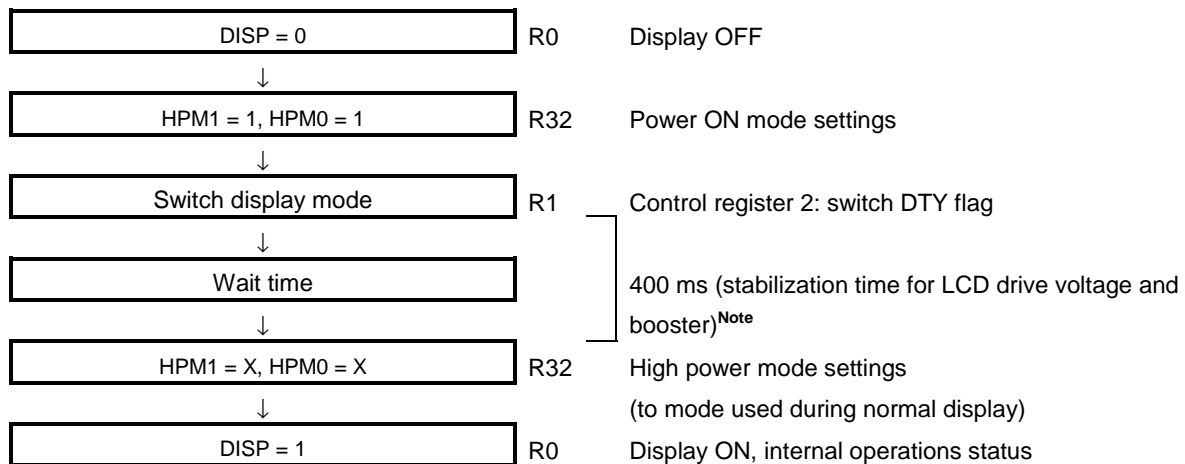 DISP = 0 R0 Display OFF
↓
HPM1 = 1, HPM0 = 1 R32 Power ON mode settings
↓
Switch display mode R1 Control register 2: switch DTY flag
↓
Wait time 400 ms (stabilization time for LCD drive voltage and
booster)Note
↓
HPM1 = X, HPM0 = X R32 High power mode settings
↓ (to mode used during normal display)
DISP = 1 R0 Display ON, internal operations status